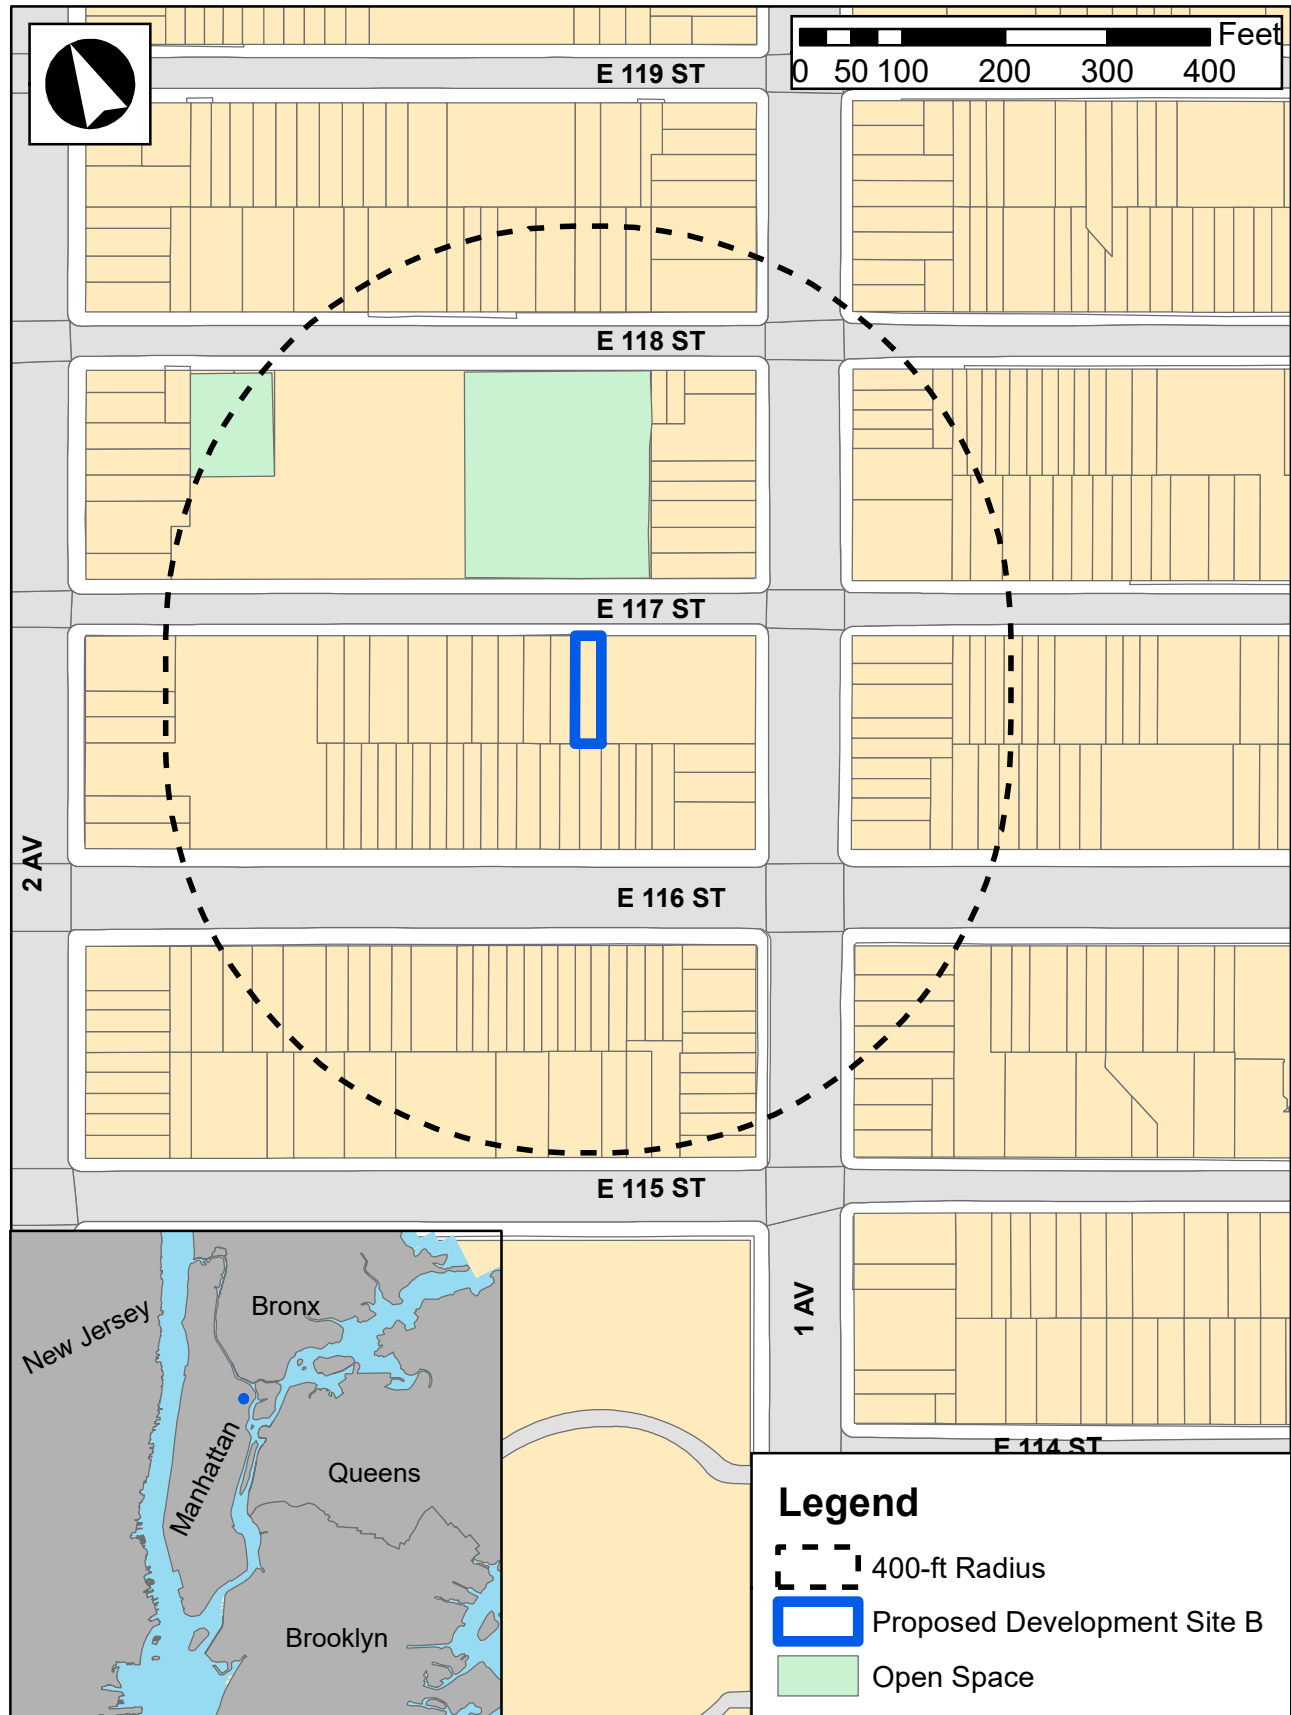 E 119 ST
Feet
0 50 100 200 300 400
E 118 ST
E 117 ST
2 AV
E 116 ST
E 115 ST
1 AV
E 114 ST
New Jersey
Bronx
Manhattan
Queens
Brooklyn
Legend
400-ft Radius
Proposed Development Site B
Open Space